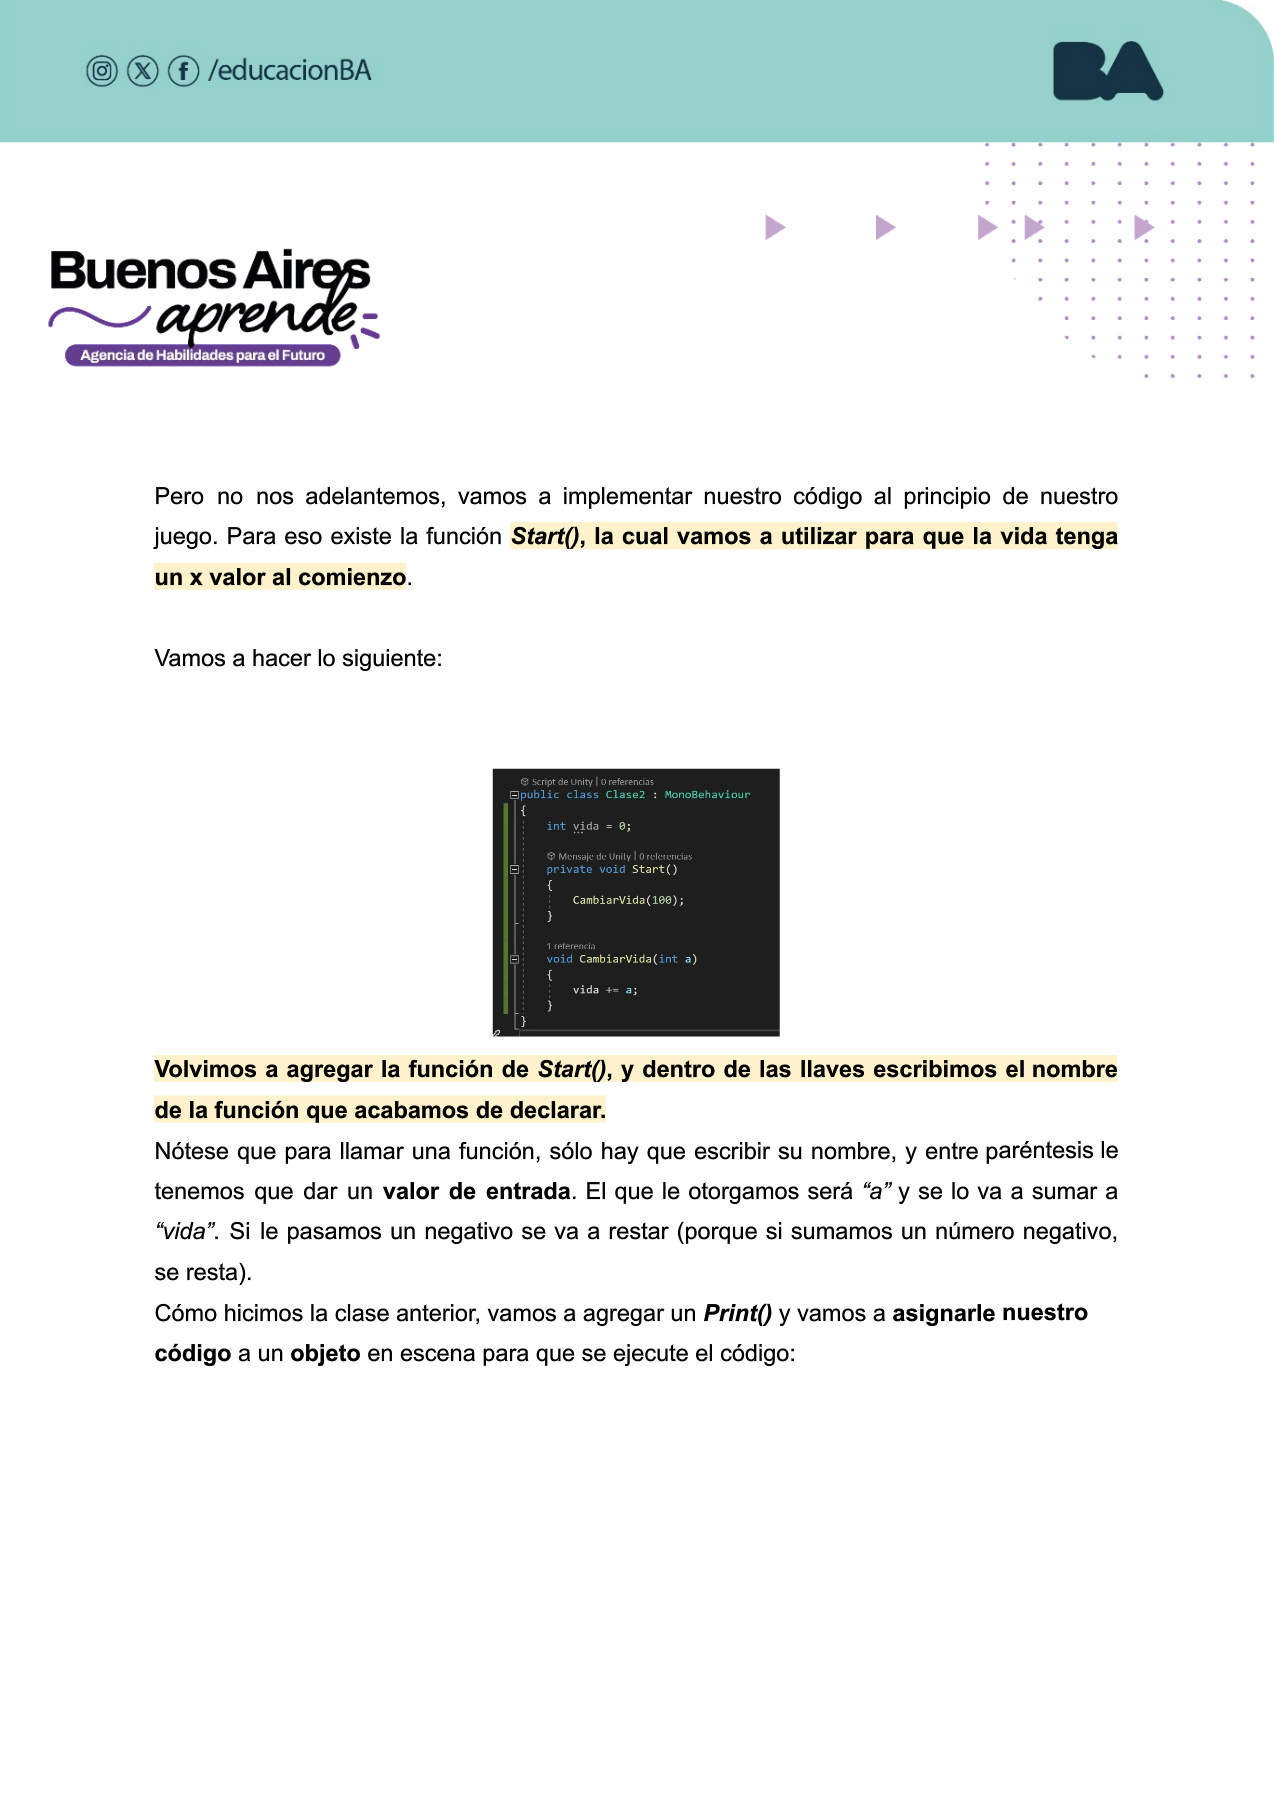 /educacionBA
BA
Buenos Aires
aprende
Agencia de Habilidades para el Futuro
Pero no nos adelantemos, vamos a implementar nuestro código al principio de nuestro
juego. Para eso existe la función Start(), la cual vamos a utilizar para que la vida tenga
un x valor al comienzo.
Vamos a hacer lo siguiente:
Script de Unity | 0 referencias
public class Clase2 : MonoBehaviour
{
int vida = 0;
Mensaje de Unity | 0 referencias
private void Start()
{
CambiarVida(100);
}
1 referencia
void CambiarVida(int a)
{
vida += a;
}
}
Volvimos a agregar la función de Start(), y dentro de las llaves escribimos el nombre
de la función que acabamos de declarar.
Nótese que para llamar una función, sólo hay que escribir su nombre, y entre paréntesis le
tenemos que dar un valor de entrada. El que le otorgamos será “a” y se lo va a sumar a
“vida”. Si le pasamos un negativo se va a restar (porque si sumamos un número negativo,
se resta).
Cómo hicimos la clase anterior, vamos a agregar un Print() y vamos a asignarle nuestro
código a un objeto en escena para que se ejecute el código: